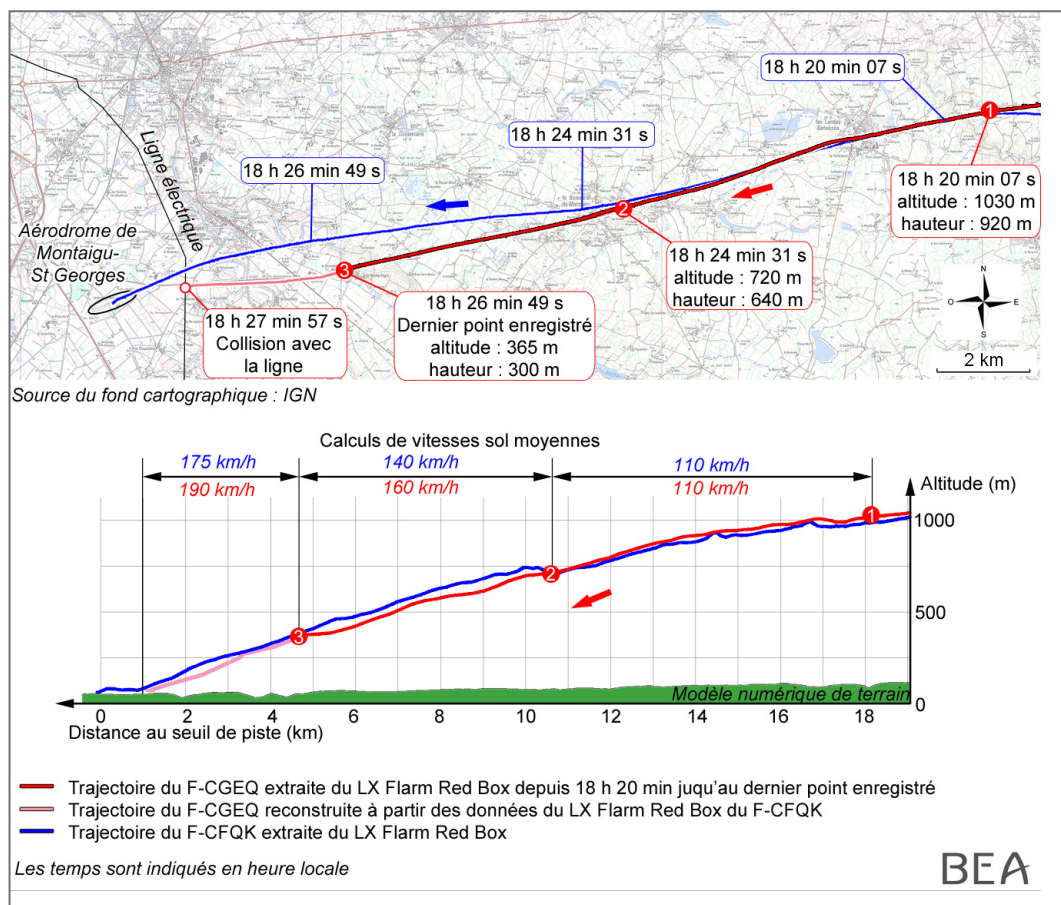 18 h 20 min 07 s
1
18 h 24 min 31 s
18 h 26 min 49 s
Ligne électrique
18 h 20 min 07 s
altitude : 1030 m
hauteur : 920 m
2
Aérodrome de
Montaigu-
St Georges
18 h 24 min 31 s
altitude : 720 m
hauteur : 640 m
3
N
O
E
S
18 h 26 min 49 s
Dernier point enregistré
altitude : 365 m
hauteur : 300 m
18 h 27 min 57 s
Collision avec
la ligne
2 km
Source du fond cartographique : IGN
Calculs de vitesses sol moyennes
175 km/h
140 km/h
110 km/h
190 km/h
160 km/h
110 km/h
Altitude (m)
1
1000
2
500
3
Modèle numérique de terrain
0
0 2 4 6 8 10 12 14 16 18
Distance au seuil de piste (km)
Trajectoire du F-CGEQ extraite du LX Flarm Red Box depuis 18 h 20 min juqu'au dernier point enregistré
Trajectoire du F-CGEQ reconstruite à partir des données du LX Flarm Red Box du F-CFQK
Trajectoire du F-CFQK extraite du LX Flarm Red Box
Les temps sont indiqués en heure locale
BEA